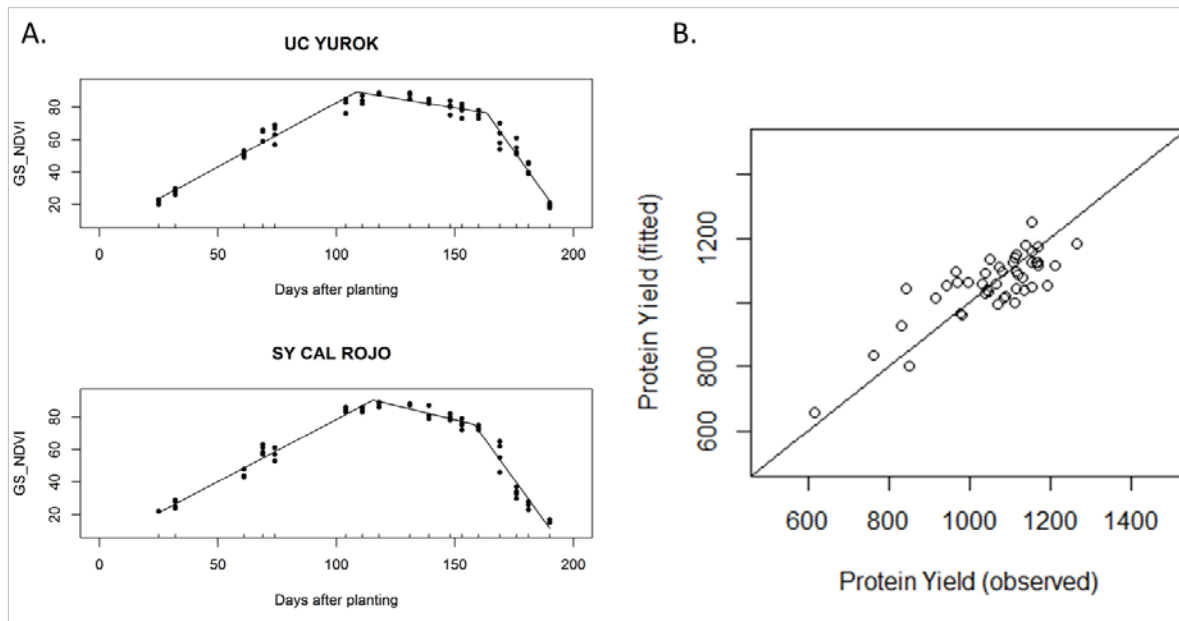 A.
UC YUROK
GS_NDVI
20 40 60 80
0 50 100 150 200
Days after planting
SY CAL ROJO
GS_NDVI
20 40 60 80
0 50 100 150 200
Days after planting
B.
Protein Yield (fitted)
600 800 1000 1200
600 800 1000 1200 1400
Protein Yield (observed)